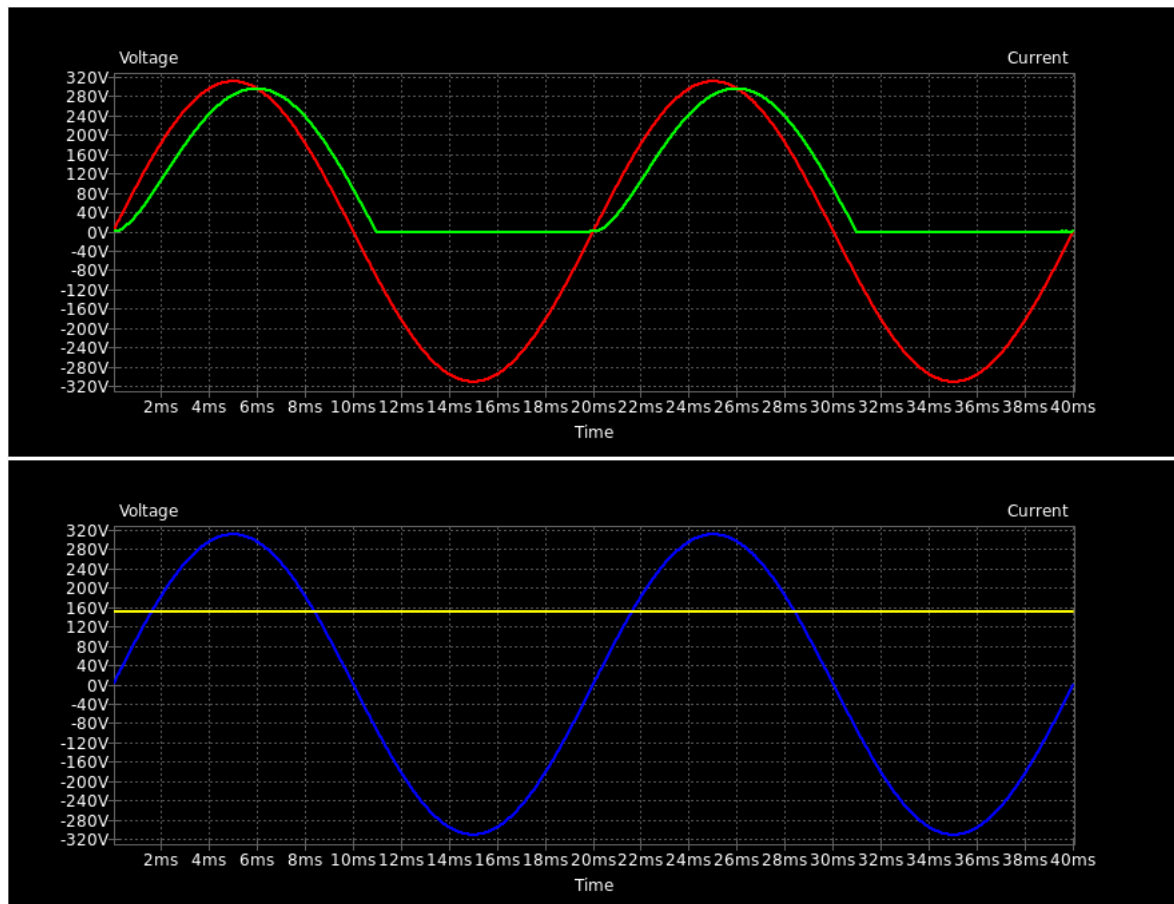 Voltage Current
320V
280V
240V
200V
160V
120V
80V
40V
0V
-40V
-80V
-120V
-160V
-200V
-240V
-280V
-320V
2ms 4ms 6ms 8ms 10ms 12ms 14ms 16ms 18ms 20ms 22ms 24ms 26ms 28ms 30ms 32ms 34ms 36ms 38ms 40ms
Time
Voltage Current
320V
280V
240V
200V
160V
120V
80V
40V
0V
-40V
-80V
-120V
-160V
-200V
-240V
-280V
-320V
2ms 4ms 6ms 8ms 10ms 12ms 14ms 16ms 18ms 20ms 22ms 24ms 26ms 28ms 30ms 32ms 34ms 36ms 38ms 40ms
Time